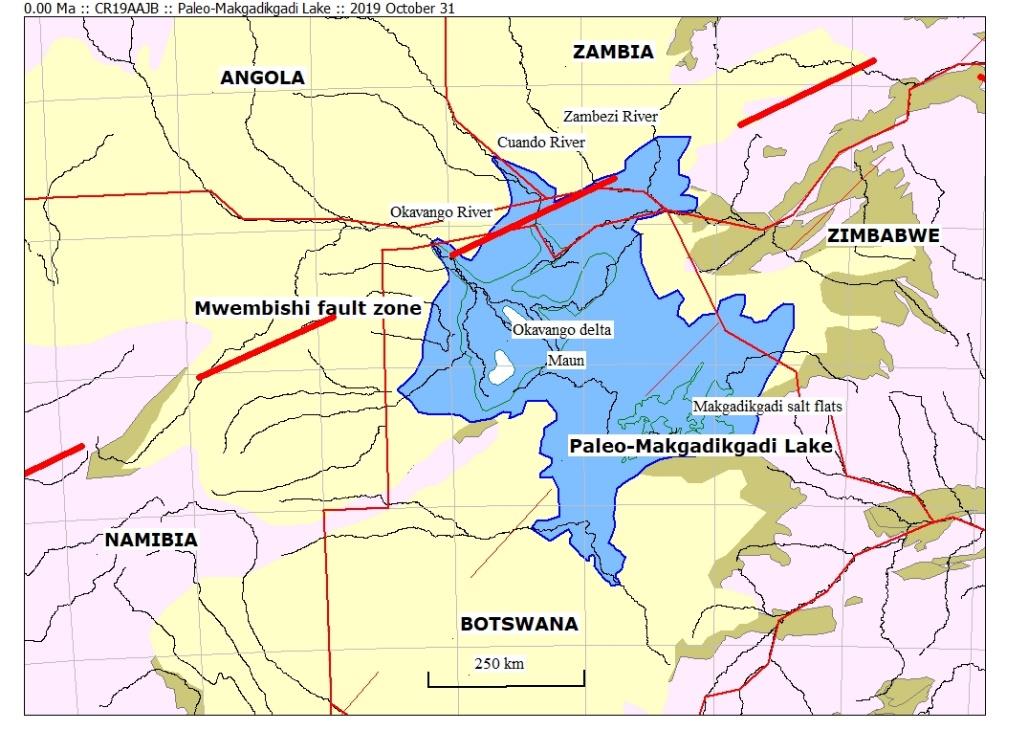 0.00 Ma :: CR19AAJB :: Paleo-Makgadikgadi Lake :: 2019 October 31
ZAMBIA
ANGOLA
Zambezi River
Cuando River
Okavango River
ZIMBABWE
Mwembishi fault zone
Okavango delta
Maun
Makgadikgadi salt flats
Paleo-Makgadikgadi Lake
NAMIBIA
BOTSWANA
250 km